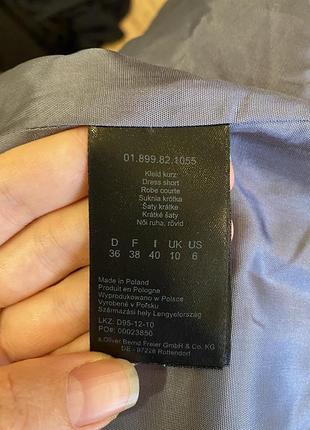 01.899.82.1055
Kleid kurz
Dress short
Robe courte
Suknia krótka
Šaty krátke
Krátké šaty
Női ruha, rövid
D F I UK US
36 38 40 10 6
Made in Poland
Produit en Pologne
Wyprodukowano w Polsce
Vyrobené v Poľsku
Származási hely Lengyelország
LKZ: D95-12-10
PO#: 00023850
s.Oliver Bernd Freier GmbH & Co. KG
DE - 97228 Rottendorf